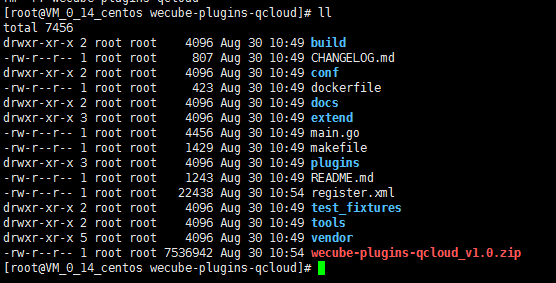 [root@VM_0_14_centos wecube-plugins-qcloud]# ll
total 7456
drwxr-xr-x 2 root root 4096 Aug 30 10:49 build
-rw-r--r-- 1 root root 807 Aug 30 10:49 CHANGELOG.md
drwxr-xr-x 2 root root 4096 Aug 30 10:49 conf
-rw-r--r-- 1 root root 423 Aug 30 10:49 dockerfile
drwxr-xr-x 2 root root 4096 Aug 30 10:49 docs
drwxr-xr-x 3 root root 4096 Aug 30 10:49 extend
-rw-r--r-- 1 root root 4456 Aug 30 10:49 main.go
-rw-r--r-- 1 root root 1429 Aug 30 10:49 makefile
drwxr-xr-x 3 root root 4096 Aug 30 10:49 plugins
-rw-r--r-- 1 root root 1243 Aug 30 10:49 README.md
-rw-r--r-- 1 root root 22438 Aug 30 10:54 register.xml
drwxr-xr-x 2 root root 4096 Aug 30 10:49 test_fixtures
drwxr-xr-x 2 root root 4096 Aug 30 10:49 tools
drwxr-xr-x 5 root root 4096 Aug 30 10:49 vendor
-rw-r--r-- 1 root root 7536942 Aug 30 10:54 wecube-plugins-qcloud_v1.0.zip
[root@VM_0_14_centos wecube-plugins-qcloud]#